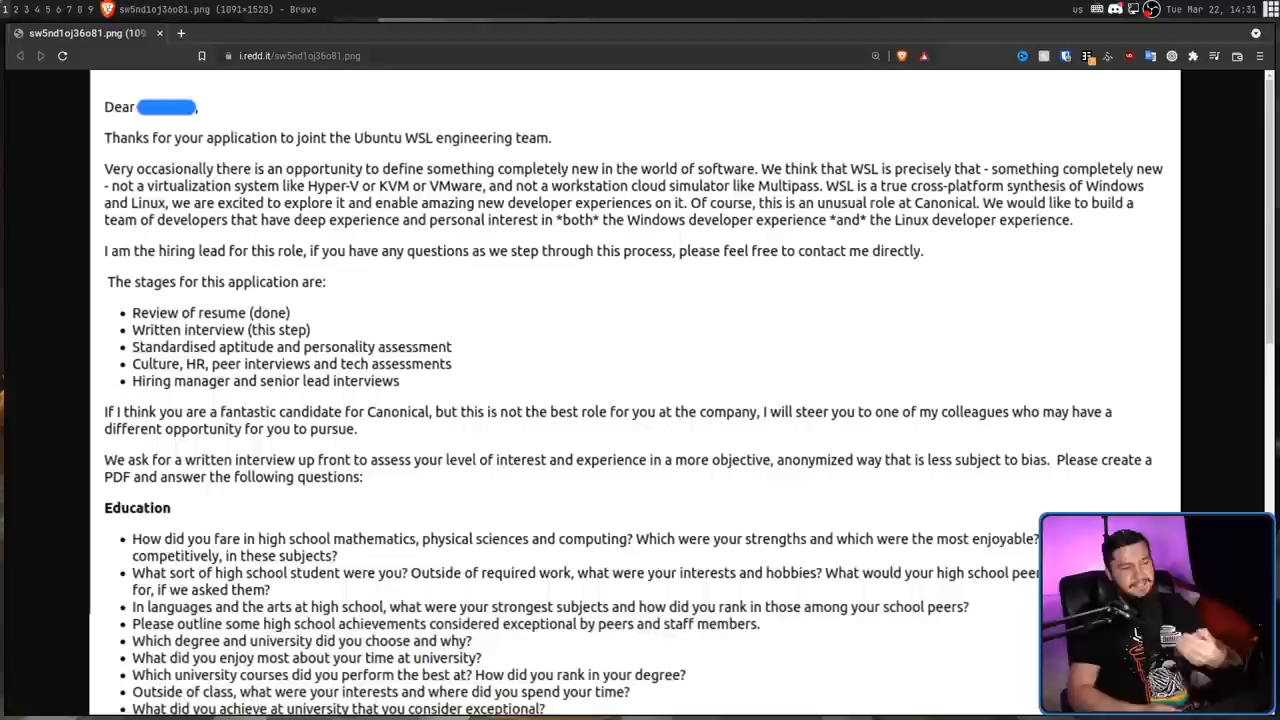 1 2 3 4 5 6 7 8 9 sw5nd1oj36o81.png (1091×1528) - Brave
us Tue Mar 22, 14:31
sw5nd1oj36o81.png (109
i.redd.it/sw5nd1oj36o81.png
Dear ,
Thanks for your application to joint the Ubuntu WSL engineering team.
Very occasionally there is an opportunity to define something completely new in the world of software. We think that WSL is precisely that - something completely new
- not a virtualization system like Hyper-V or KVM or VMware, and not a workstation cloud simulator like Multipass. WSL is a true cross-platform synthesis of Windows
and Linux, we are excited to explore it and enable amazing new developer experiences on it. Of course, this is an unusual role at Canonical. We would like to build a
team of developers that have deep experience and personal interest in *both* the Windows developer experience *and* the Linux developer experience.
I am the hiring lead for this role, if you have any questions as we step through this process, please feel free to contact me directly.
The stages for this application are:
• Review of resume (done)
• Written interview (this step)
• Standardised aptitude and personality assessment
• Culture, HR, peer interviews and tech assessments
• Hiring manager and senior lead interviews
If I think you are a fantastic candidate for Canonical, but this is not the best role for you at the company, I will steer you to one of my colleagues who may have a
different opportunity for you to pursue.
We ask for a written interview up front to assess your level of interest and experience in a more objective, anonymized way that is less subject to bias. Please create a
PDF and answer the following questions:
Education
• How did you fare in high school mathematics, physical sciences and computing? Which were your strengths and which were the most enjoyable?
competitively, in these subjects?
• What sort of high school student were you? Outside of required work, what were your interests and hobbies? What would your high school peer
for, if we asked them?
• In languages and the arts at high school, what were your strongest subjects and how did you rank in those among your school peers?
• Please outline some high school achievements considered exceptional by peers and staff members.
• Which degree and university did you choose and why?
• What did you enjoy most about your time at university?
• Which university courses did you perform the best at? How did you rank in your degree?
• Outside of class, what were your interests and where did you spend your time?
• What did you achieve at university that you consider exceptional?